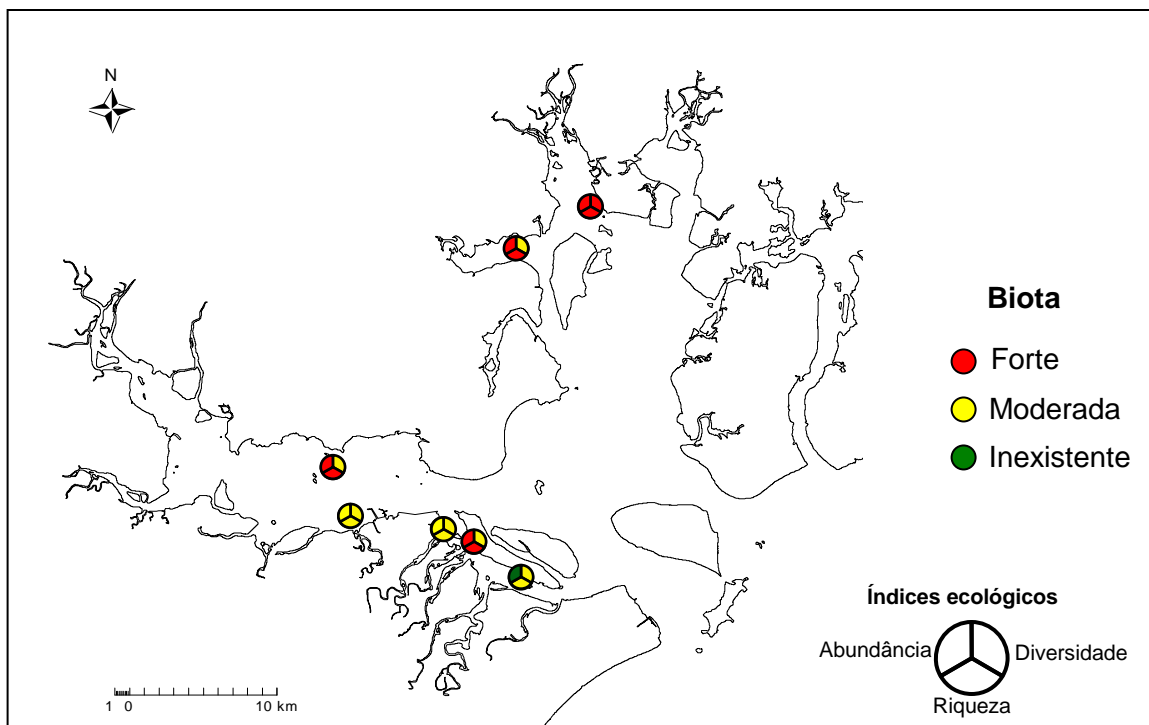 N
Biota
Forte
Moderada
Inexistente
Índices ecológicos
Abundância
Diversidade
Riqueza
1 0 10 km